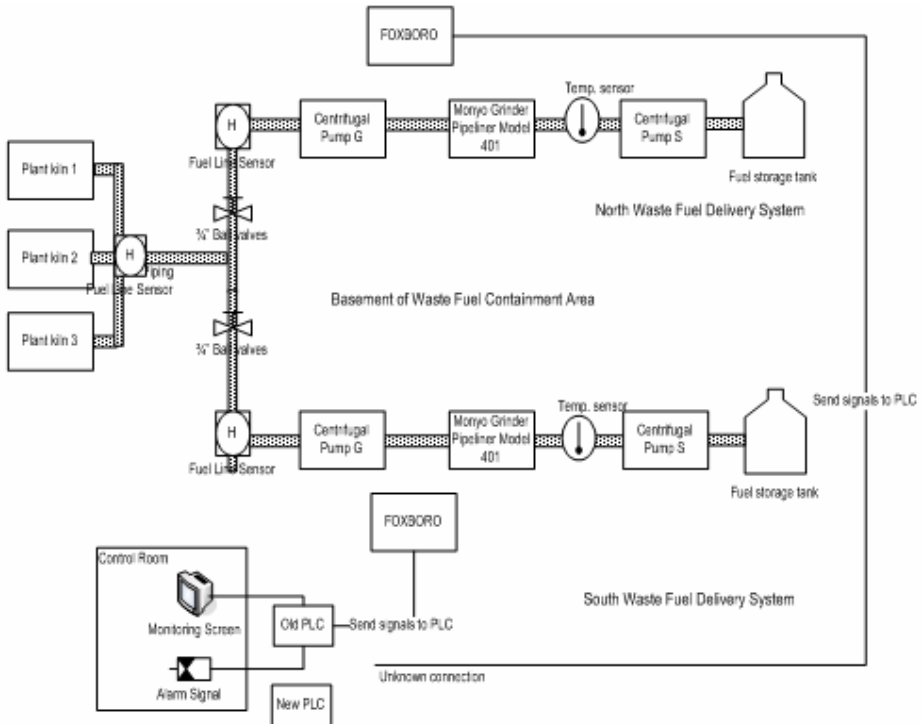 FOXBORO
Temp. sensor
Centrifugal
Pump G
Monyo Grinder
Pipeliner Model
401
Centrifugal
Pump S
H
Fuel Line Sensor
Fuel storage tank
Plant kiln 1
North Waste Fuel Delivery System
¾" Ball valves
Plant kiln 2
H
Piping
Fuel Line Sensor
Basement of Waste Fuel Containment Area
Plant kiln 3
¾" Ball valves
Send signals to PLC
Temp. sensor
H
Centrifugal
Pump G
Monyo Grinder
Pipeliner Model
401
Centrifugal
Pump S
Fuel Line Sensor
Fuel storage tank
FOXBORO
Control Room
South Waste Fuel Delivery System
Monitoring Screen
Old PLC
Send signals to PLC
Unknown connection
Alarm Signal
New PLC